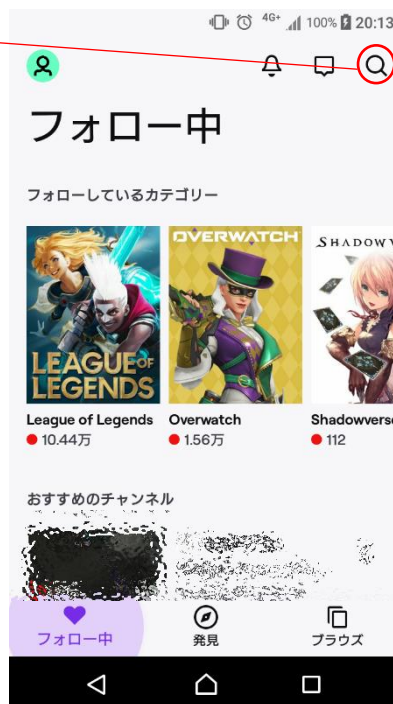 4G+ 100% 20:13
フォロー中
フォローしているカテゴリー
LEAGUE OF LEGENDS
OVERWATCH
SHADOWV
League of Legends Overwatch Shadowverse
10.44万 1.56万 112
おすすめのチャンネル
フォロー中 発見 ブラウズ